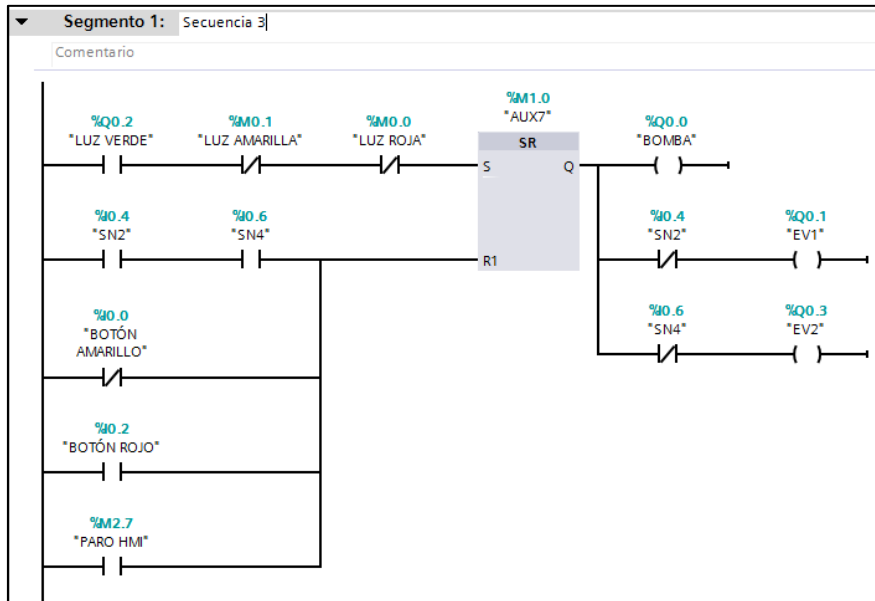 Segmento 1: Secuencia 3
Comentario
%M1.0
"AUX7"
%Q0.2
"LUZ VERDE"
%M0.1
"LUZ AMARILLA"
%M0.0
"LUZ ROJA"
SR
S
Q
R1
%Q0.0
"BOMBA"
%I0.4
"SN2"
%I0.6
"SN4"
%I0.4
"SN2"
%Q0.1
"EV1"
%I0.0
"BOTÓN
AMARILLO"
%I0.6
"SN4"
%Q0.3
"EV2"
%I0.2
"BOTÓN ROJO"
%M2.7
"PARO HMI"